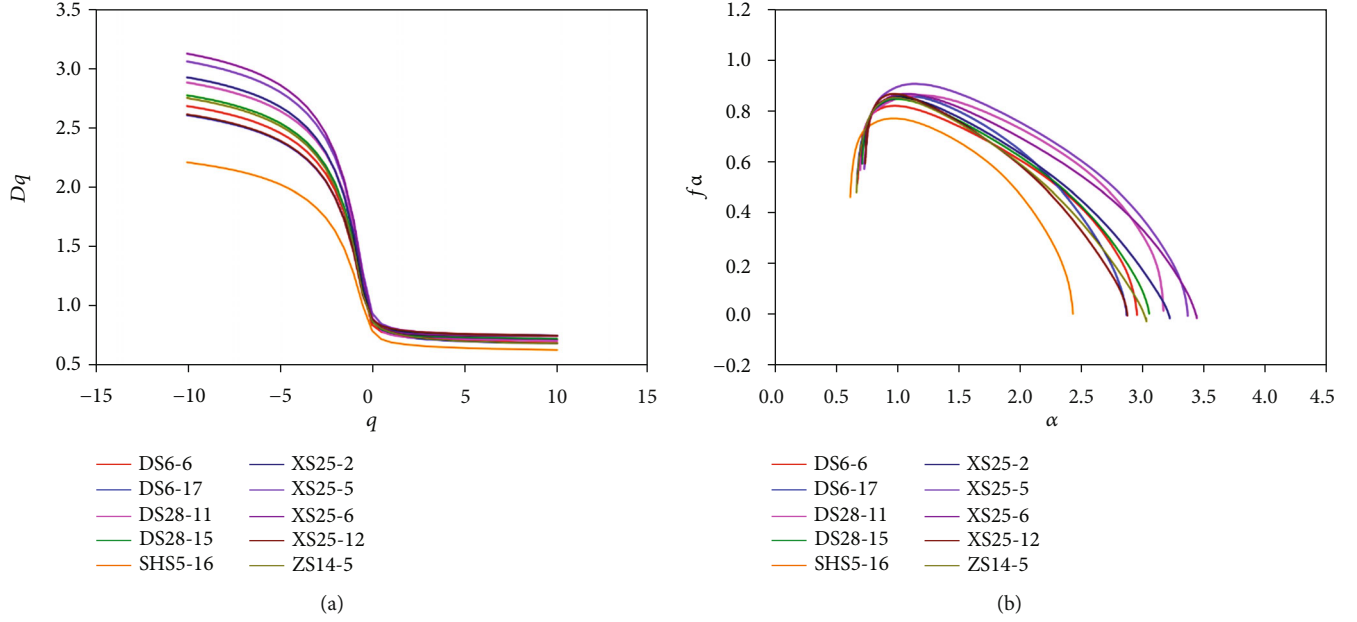 3.5
3.0
2.5
2.0
1.5
1.0
0.5
Dq
−15 −10 −5 0 5 10 15
q
DS6-6 XS25-2
DS6-17 XS25-5
DS28-11 XS25-6
DS28-15 XS25-12
SHS5-16 ZS14-5
(a)
1.2
1.0
0.8
0.6
0.4
0.2
0.0
−0.2
fα
0.0 0.5 1.0 1.5 2.0 2.5 3.0 3.5 4.0 4.5
α
DS6-6 XS25-2
DS6-17 XS25-5
DS28-11 XS25-6
DS28-15 XS25-12
SHS5-16 ZS14-5
(b)